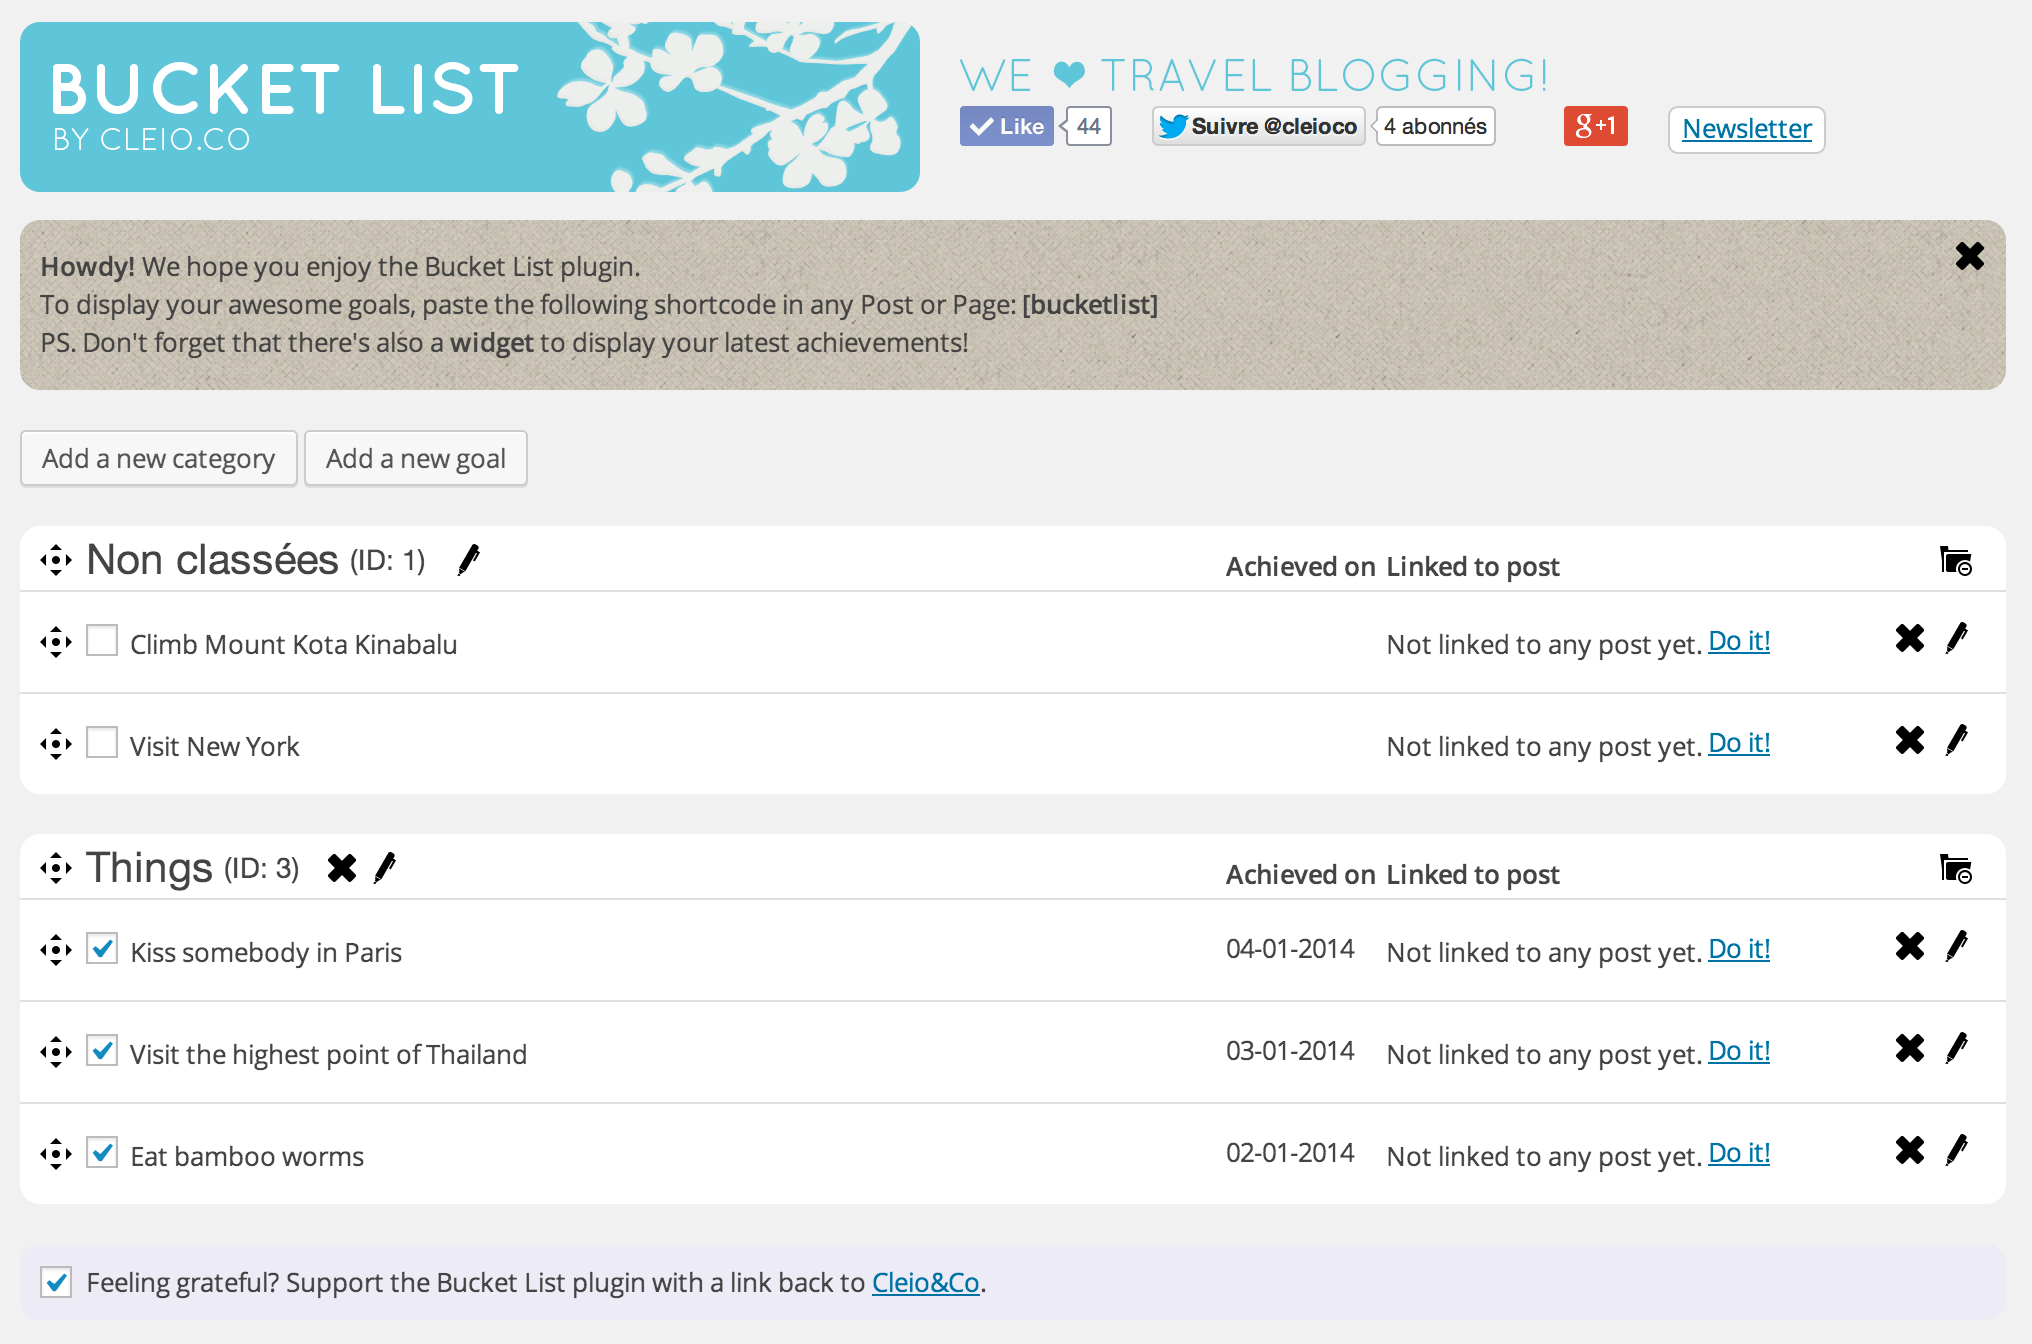 BUCKET LIST
BY CLEIO.CO
WE ❤ TRAVEL BLOGGING!
Like 44 Suivre @cleioco 4 abonnés g+1 Newsletter
Howdy! We hope you enjoy the Bucket List plugin.
To display your awesome goals, paste the following shortcode in any Post or Page: [bucketlist]
PS. Don't forget that there's also a widget to display your latest achievements!
Add a new category Add a new goal
Non classées (ID: 1) Achieved on Linked to post
Climb Mount Kota Kinabalu Not linked to any post yet. Do it!
Visit New York Not linked to any post yet. Do it!
Things (ID: 3) Achieved on Linked to post
Kiss somebody in Paris 04-01-2014 Not linked to any post yet. Do it!
Visit the highest point of Thailand 03-01-2014 Not linked to any post yet. Do it!
Eat bamboo worms 02-01-2014 Not linked to any post yet. Do it!
Feeling grateful? Support the Bucket List plugin with a link back to Cleio&Co.